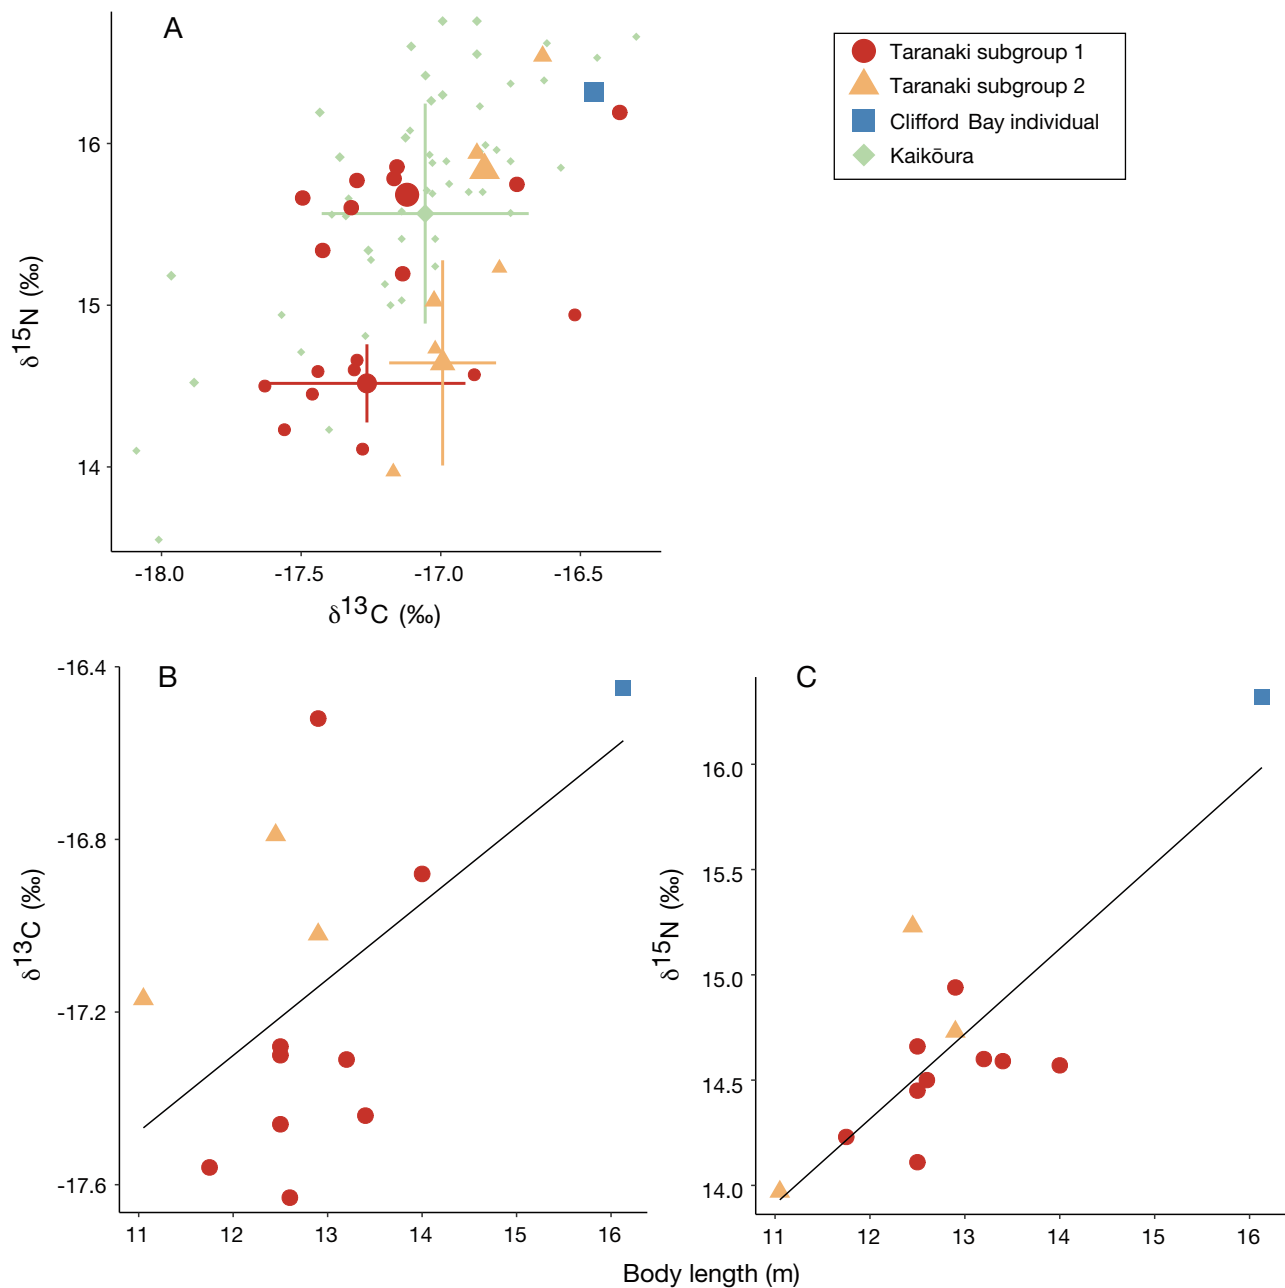 A
Taranaki subgroup 1
Taranaki subgroup 2
Clifford Bay individual
Kaikōura
16
15
14
δ15N (‰)
-18.0 -17.5 -17.0 -16.5
δ13C (‰)
B
-16.4
-16.8
-17.2
-17.6
δ13C (‰)
11 12 13 14 15 16
C
16.0
15.5
15.0
14.5
14.0
δ15N (‰)
11 12 13 14 15 16
Body length (m)